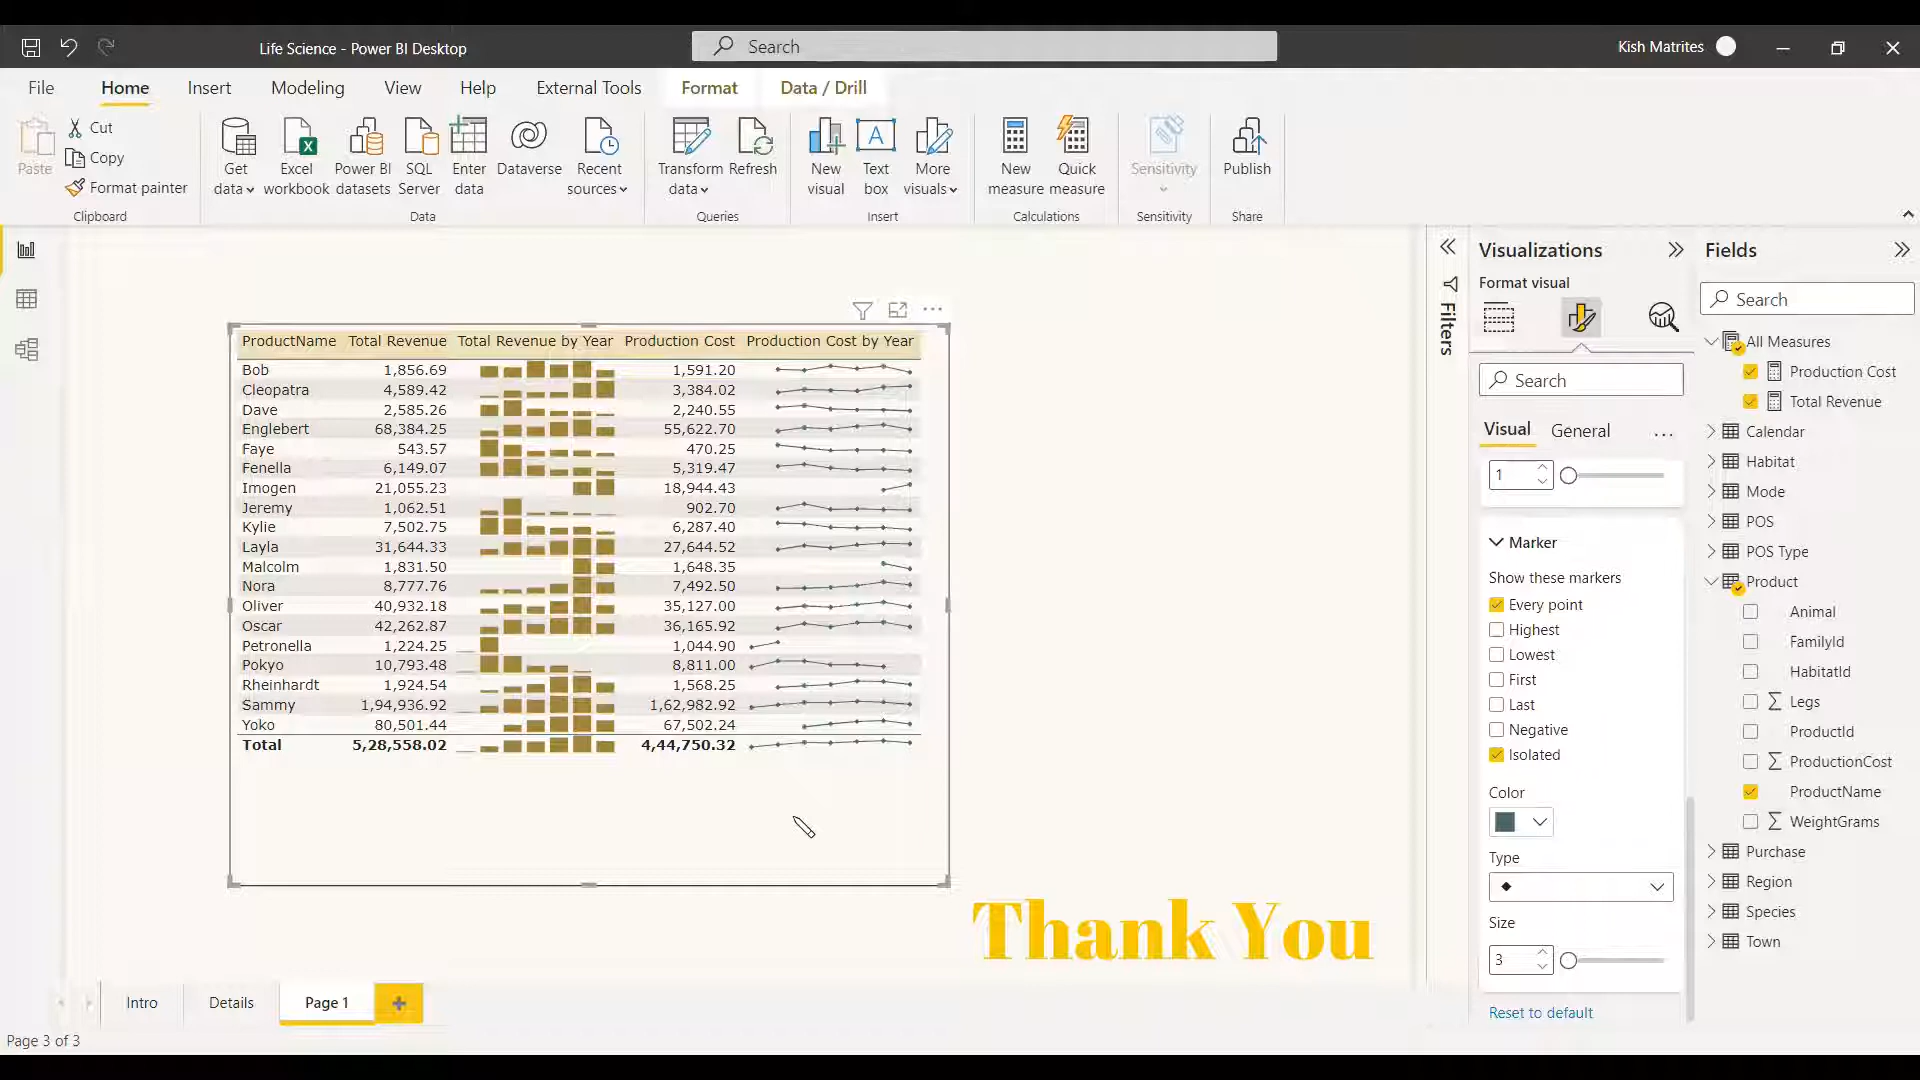 Life Science - Power BI Desktop
Search
Kish Matrites
File Home Insert Modeling View Help External Tools Format Data / Drill
Paste
Cut
Copy
Format painter
Clipboard
Get data
Excel workbook
Power BI datasets
SQL Server
Enter data
Dataverse
Recent sources
Data
Transform data
Refresh
Queries
New visual
Text box
More visuals
Insert
New measure
Quick measure
Calculations
Sensitivity
Sensitivity
Publish
Share
ProductName Total Revenue Total Revenue by Year Production Cost Production Cost by Year
Bob 1,856.69 1,591.20
Cleopatra 4,589.42 3,384.02
Dave 2,585.26 2,240.55
Englebert 68,384.25 55,622.70
Faye 543.57 470.25
Fenella 6,149.07 5,319.47
Imogen 21,055.23 18,944.43
Jeremy 1,062.51 902.70
Kylie 7,502.75 6,287.40
Layla 31,644.33 27,644.52
Malcolm 1,831.50 1,648.35
Nora 8,777.76 7,492.50
Oliver 40,932.18 35,127.00
Oscar 42,262.87 36,165.92
Petronella 1,224.25 1,044.90
Pokyo 10,793.48 8,811.00
Rheinhardt 1,924.54 1,568.25
Sammy 1,94,936.92 1,62,982.92
Yoko 80,501.44 67,502.24
Total 5,28,558.02 4,44,750.32
Thank You
Filters
Visualizations
Format visual
Search
Visual General
1
Marker
Show these markers
Every point
Highest
Lowest
First
Last
Negative
Isolated
Color
Type
Size
3
Reset to default
Fields
Search
All Measures
Production Cost
Total Revenue
Calendar
Habitat
Mode
POS
POS Type
Product
Animal
FamilyId
HabitatId
Legs
ProductId
ProductionCost
ProductName
WeightGrams
Purchase
Region
Species
Town
Intro Details Page 1
Page 3 of 3